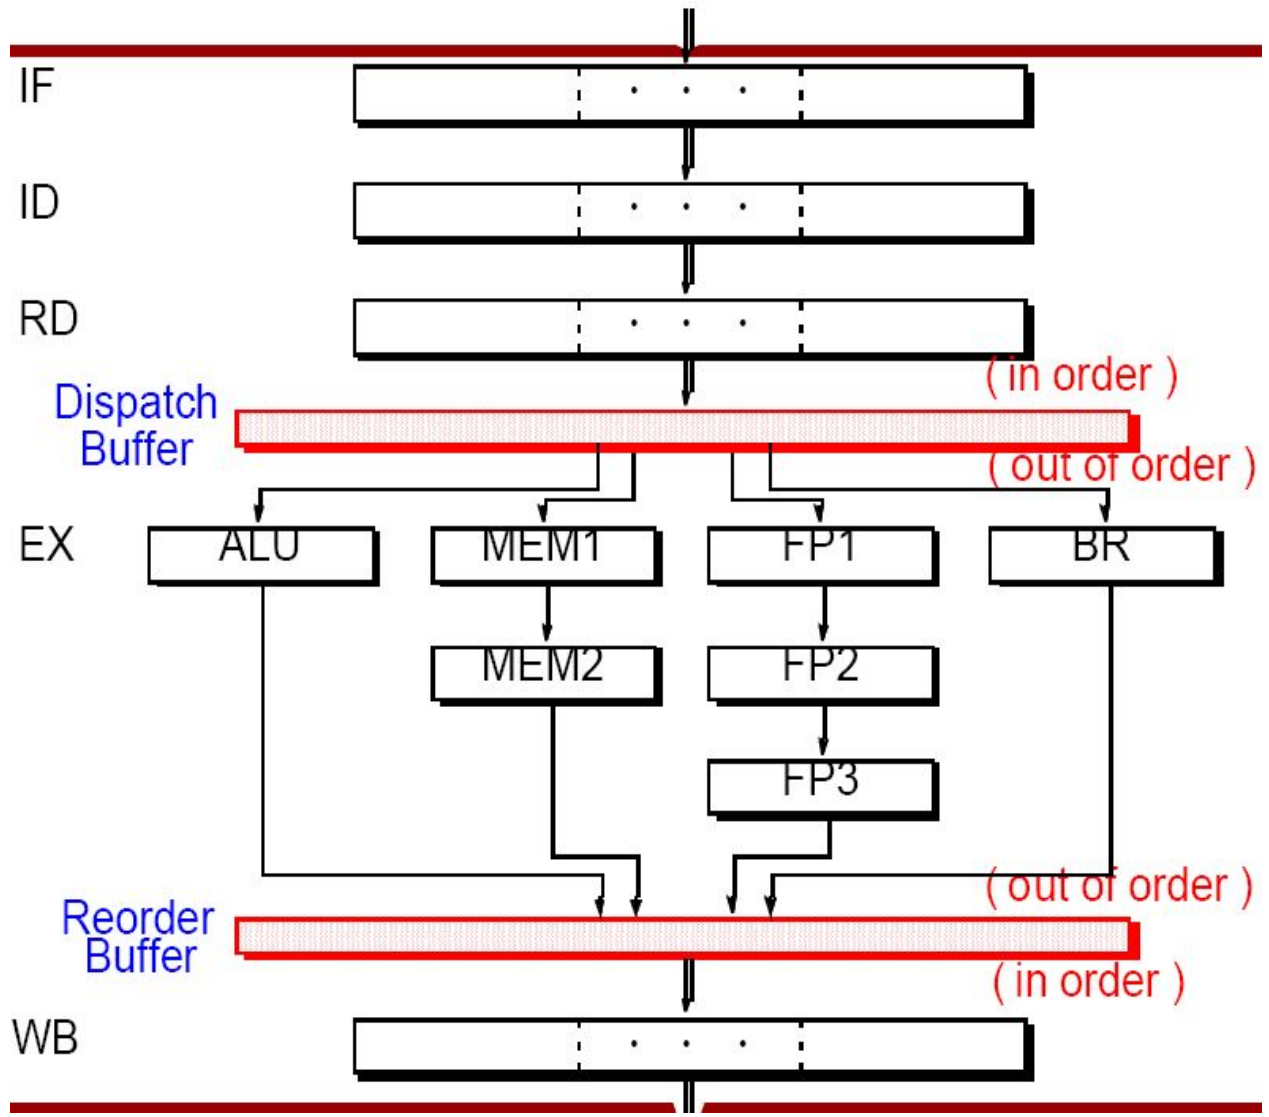 IF
ID
RD
( in order )
Dispatch
Buffer
( out of order )
EX
ALU
MEM1
FP1
BR
MEM2
FP2
FP3
( out of order )
Reorder
Buffer
( in order )
WB